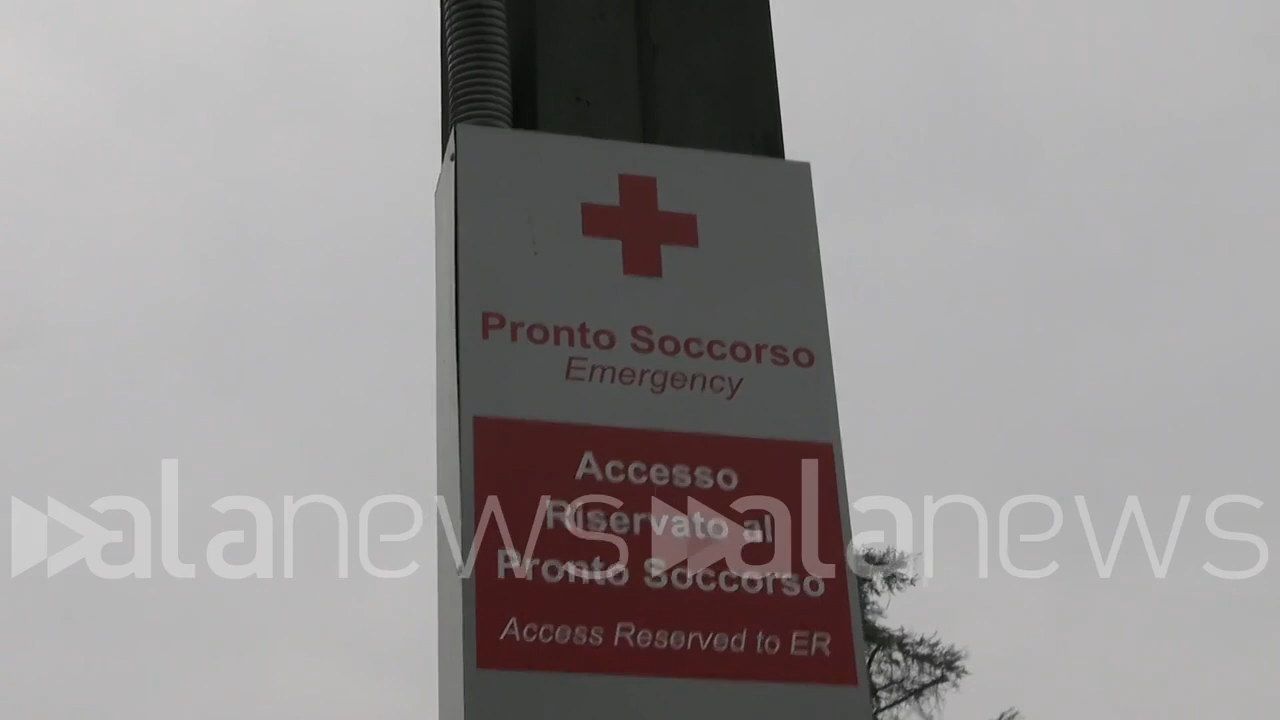 Pronto Soccorso
Emergency
Accesso
Riservato al
Pronto Soccorso
Access Reserved to ER
alanews alanews